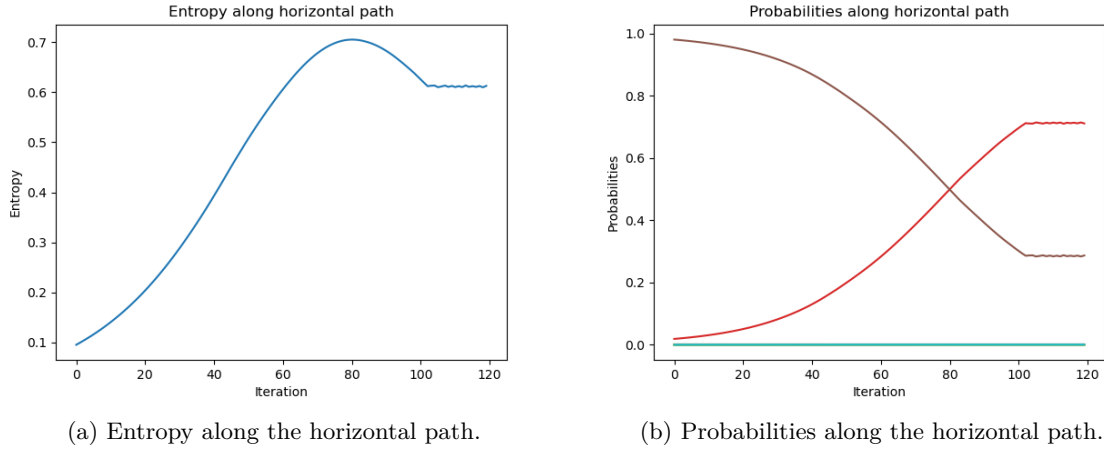 Entropy along horizontal path
0.7
0.6
0.5
0.4
0.3
0.2
0.1
Entropy
0 20 40 60 80 100 120
Iteration
(a) Entropy along the horizontal path.
Probabilities along horizontal path
1.0
0.8
0.6
0.4
0.2
0.0
Probabilities
0 20 40 60 80 100 120
Iteration
(b) Probabilities along the horizontal path.